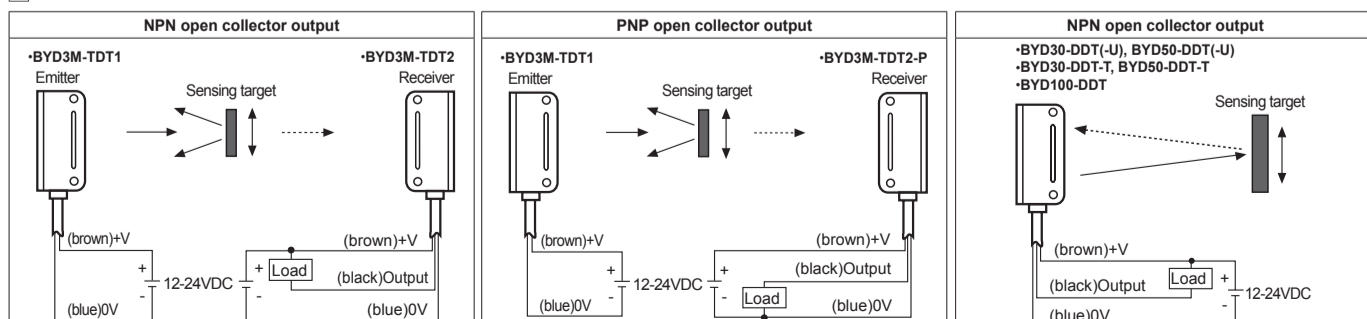 NPN open collector output
•BYD3M-TDT1
•BYD3M-TDT2
Emitter
Receiver
Sensing target
(brown)+V
(brown)+V
+
12-24VDC
+
Load
(black)Output
-
-
(blue)0V
(blue)0V
PNP open collector output
•BYD3M-TDT1
•BYD3M-TDT2-P
Emitter
Receiver
Sensing target
(brown)+V
(brown)+V
+
12-24VDC
+
(black)Output
-
-
Load
(blue)0V
(blue)0V
NPN open collector output
•BYD30-DDT(-U), BYD50-DDT(-U)
•BYD30-DDT-T, BYD50-DDT-T
•BYD100-DDT
Sensing target
(brown)+V
(black)Output
Load
+
12-24VDC
-
(blue)0V